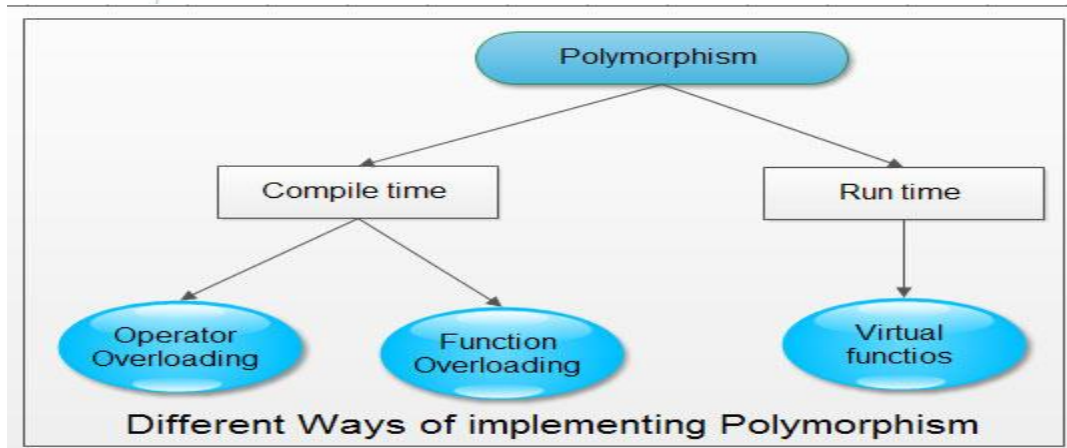 Polymorphism
Compile time
Run time
Operator
Overloading
Function
Overloading
Virtual
functios
Different Ways of implementing Polymorphism